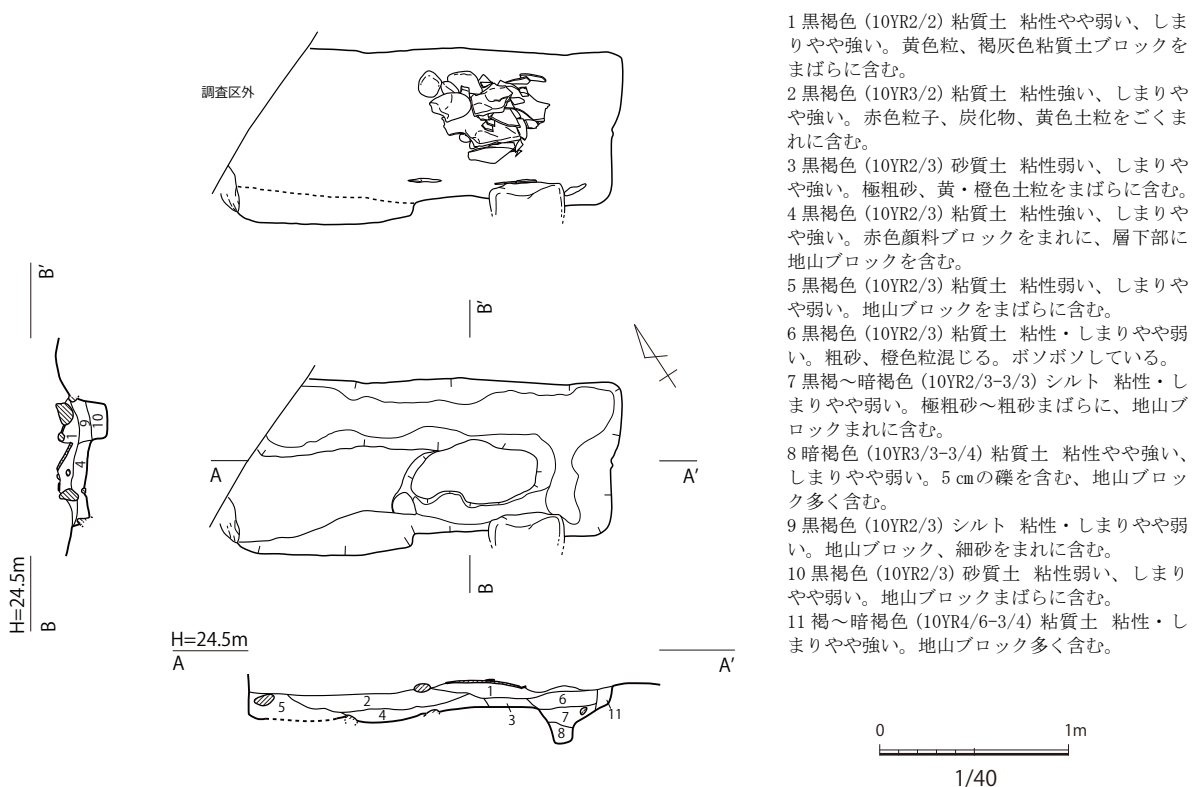 1 黒褐色 (10YR2/2) 粘質土 粘性やや弱い、しま
りやや強い。黄色粒、褐灰色粘質土ブロックを
まばらに含む。
2 黒褐色 (10YR3/2) 粘質土 粘性強い、しまりや
や強い。赤色粒子、炭化物、黄色土粒をごくま
れに含む。
3 黒褐色 (10YR2/3) 砂質土 粘性弱い、しまりや
や強い。極粗砂、黄・橙色土粒をまばらに含む。
4 黒褐色 (10YR2/3) 粘質土 粘性強い、しまりや
や強い。赤色顔料ブロックをまれに、層下部に
地山ブロックを含む。
5 黒褐色 (10YR2/3) 粘質土 粘性弱い、しまりや
や弱い。地山ブロックをまばらに含む。
6 黒褐色 (10YR2/3) 粘質土 粘性・しまりやや弱
い。粗砂、橙色粒混じる。ボソボソしている。
7 黒褐～暗褐色 (10YR2/3-3/3) シルト 粘性・し
まりやや弱い。極粗砂～粗砂まばらに、地山ブ
ロックまれに含む。
8 暗褐色 (10YR3/3-3/4) 粘質土 粘性やや強い、
しまりやや弱い。5 ㎝の礫を含む、地山ブロッ
ク多く含む。
9 黒褐色 (10YR2/3) シルト 粘性・しまりやや弱
い。地山ブロック、細砂をまれに含む。
10 黒褐色 (10YR2/3) 砂質土 粘性弱い、しまり
やや弱い。地山ブロックまばらに含む。
11 褐～暗褐色 (10YR4/6-3/4) 粘質土 粘性・し
まりやや強い。地山ブロック多く含む。
調査区外
B'
B'
1
9
10
4
A
A'
B
H=24.5m
B
H=24.5m
A
A'
5
2
4
1
3
6
7
8
11
0
1m
1/40